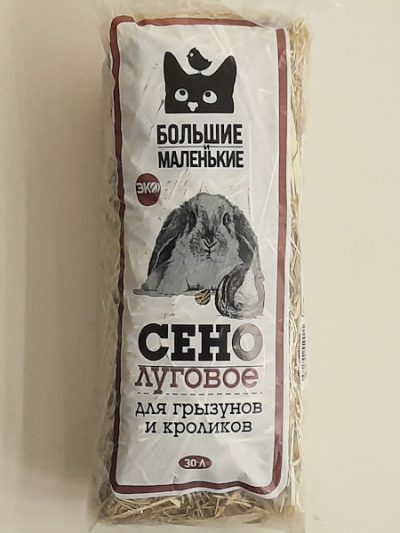 БОЛЬШИЕ
И
МАЛЕНЬКИЕ
ЭКО
СЕНО
ЛУГОВОЕ
ДЛЯ ГРЫЗУНОВ
И КРОЛИКОВ
30 Л